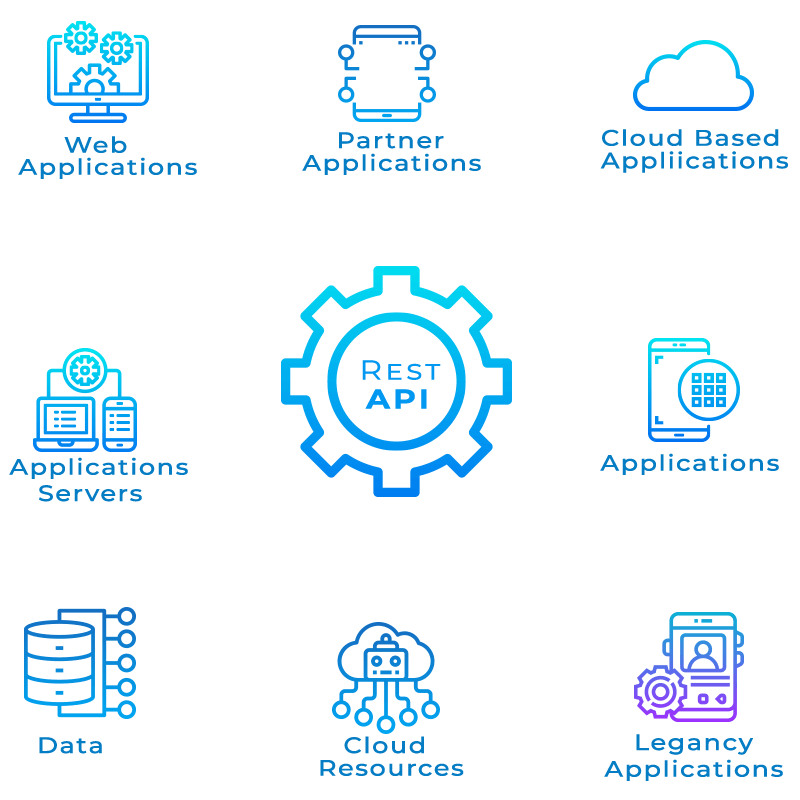 Web
Applications
Partner
Applications
Cloud Based
Appliications
REST
API
Applications
Servers
Applications
Data
Cloud
Resources
Legancy
Applications